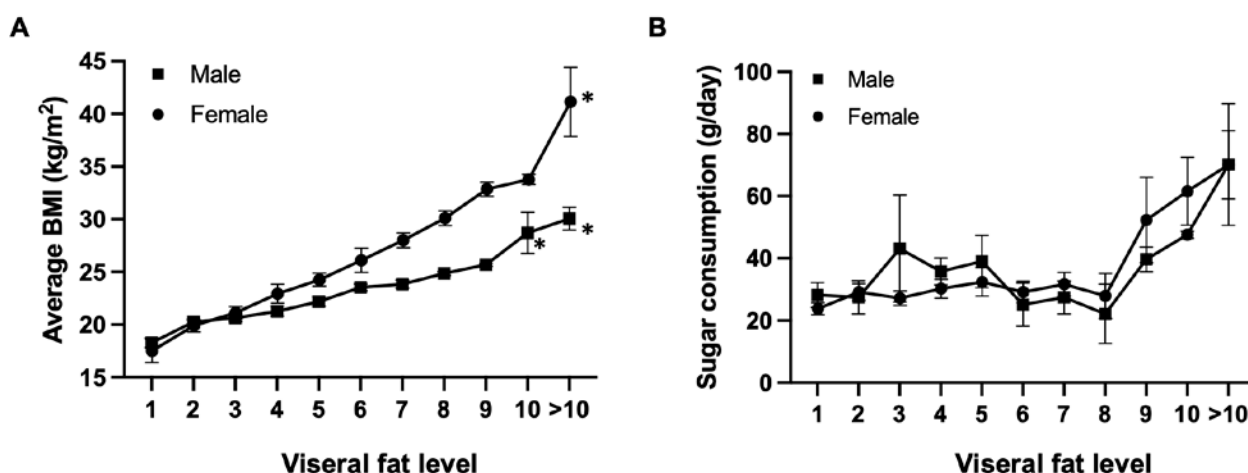 A
Average BMI (kg/m²)
45
40
35
30
25
20
15
Male
Female
*
*
*
1 2 3 4 5 6 7 8 9 10 >10
Viseral fat level
B
Sugar consumption (g/day)
100
80
60
40
20
0
Male
Female
1 2 3 4 5 6 7 8 9 10 >10
Viseral fat level